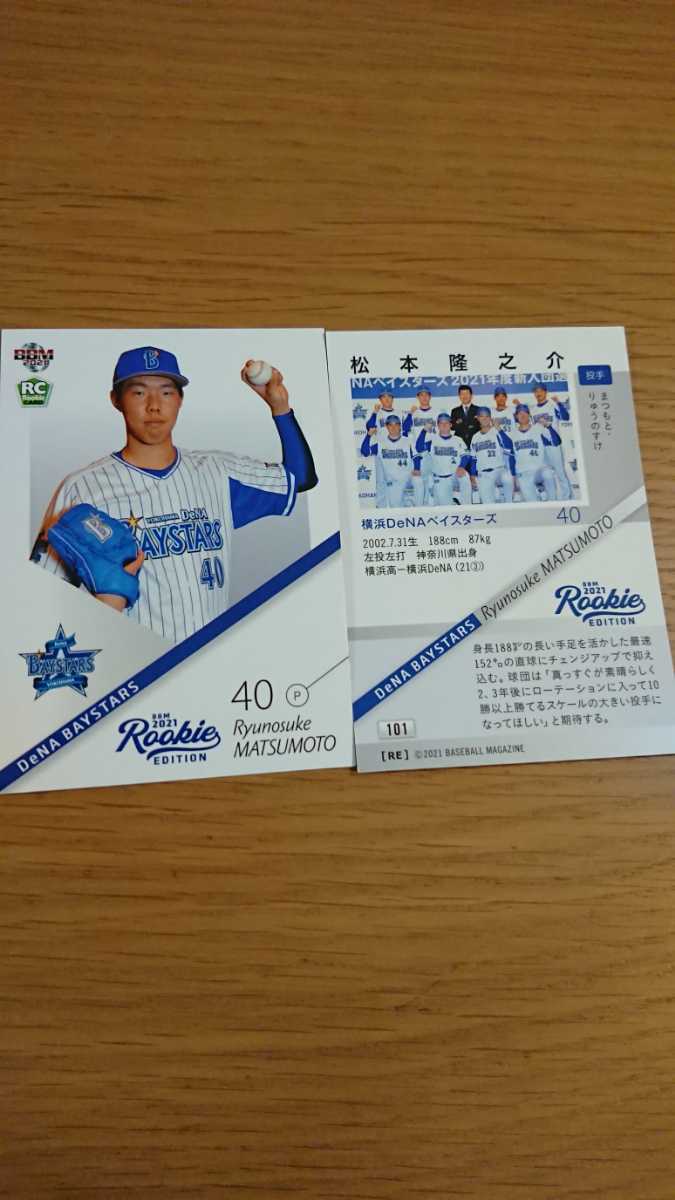 BBM
2021
RC
Rookie
B
B
YOKOHAMA DeNA
BAYSTARS
40
BAYSTARS
DeNA BAYSTARS
BBM
2021
Rookie
EDITION
40 P
Ryunosuke
MATSUMOTO
松本隆之介
投手
まつもと・
りゅうのすけ
NAベイスターズ2021年度新入団選
44
46
横浜DeNAベイスターズ
40
2002.7.31生 188cm 87kg
左投左打 神奈川県出身
横浜高ー横浜DeNA（21③）
DeNA BAYSTARS Ryunosuke MATSUMOTO
BBM
2021
Rookie
EDITION
身長188㌢の長い手足を活かした最速
152㌔の直球にチェンジアップで抑え
込む。球団は「真っすぐが素晴らしく
2、3年後にローテーションに入って10
勝以上勝てるスケールの大きい投手に
なってほしい」と期待する。
101
[RE] ©2021 BASEBALL MAGAZINE